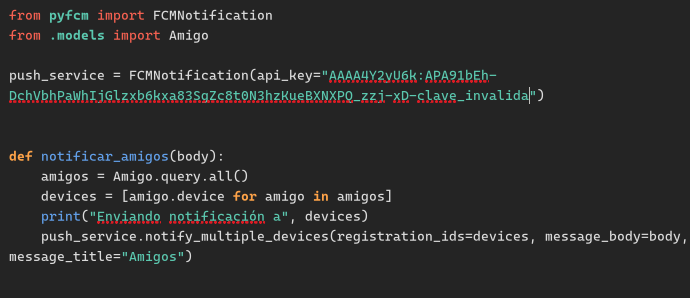 from pyfcm import FCMNotification
from .models import Amigo
push_service = FCMNotification(api_key="AAAA4Y2yU6k:APA91bEh-
DchVbhPaWhIjGlzxb6kxa83SgZc8t0N3hzKueBXNXPQ_zzj-xD-clave_invalida")
def notificar_amigos(body):
    amigos = Amigo.query.all()
    devices = [amigo.device for amigo in amigos]
    print("Enviando notificación a", devices)
    push_service.notify_multiple_devices(registration_ids=devices, message_body=body,
message_title="Amigos")